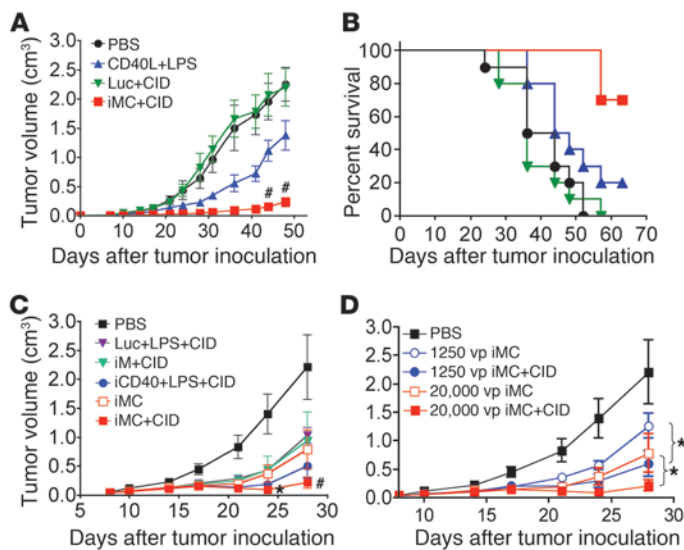 A
Tumor volume (cm³)
3.0
2.5
2.0
1.5
1.0
0.5
0.0
PBS
CD40L+LPS
Luc+CID
iMC+CID
# #
0 10 20 30 40 50
Days after tumor inoculation
B
Percent survival
100
80
60
40
20
0
0 10 20 30 40 50 60 70
Days after tumor inoculation
C
Tumor volume (cm³)
3.0
2.5
2.0
1.5
1.0
0.5
0.0
PBS
Luc+LPS+CID
iM+CID
iCD40+LPS+CID
iMC
iMC+CID
* #
5 10 15 20 25 30
Days after tumor inoculation
D
3.0
2.5
2.0
1.5
1.0
0.5
0.0
PBS
1250 vp iMC
1250 vp iMC+CID
20,000 vp iMC
20,000 vp iMC+CID
*
*
10 15 20 25 30
Days after tumor inoculation